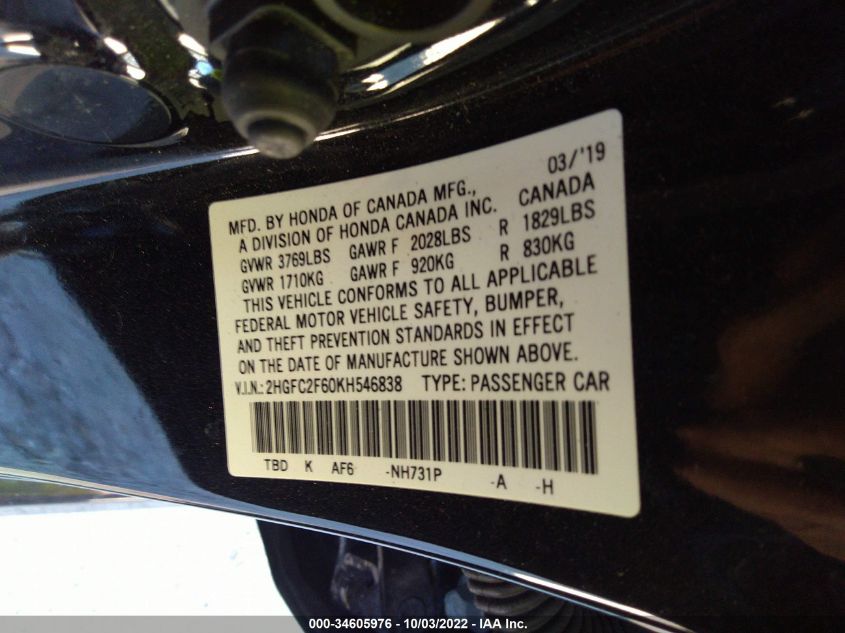 03/'19
MFD. BY HONDA OF CANADA MFG.,
A DIVISION OF HONDA CANADA INC. CANADA
GVWR 3769LBS GAWR F 2028LBS R 1829LBS
GVWR 1710KG GAWR F 920KG R 830KG
THIS VEHICLE CONFORMS TO ALL APPLICABLE
FEDERAL MOTOR VEHICLE SAFETY, BUMPER,
AND THEFT PREVENTION STANDARDS IN EFFECT
ON THE DATE OF MANUFACTURE SHOWN ABOVE.
V.I.N.: 2HGFC2F60KH546838 TYPE: PASSENGER CAR
TBD K AF6 -NH731P -A -H
000-34605976 - 10/03/2022 - IAA Inc.